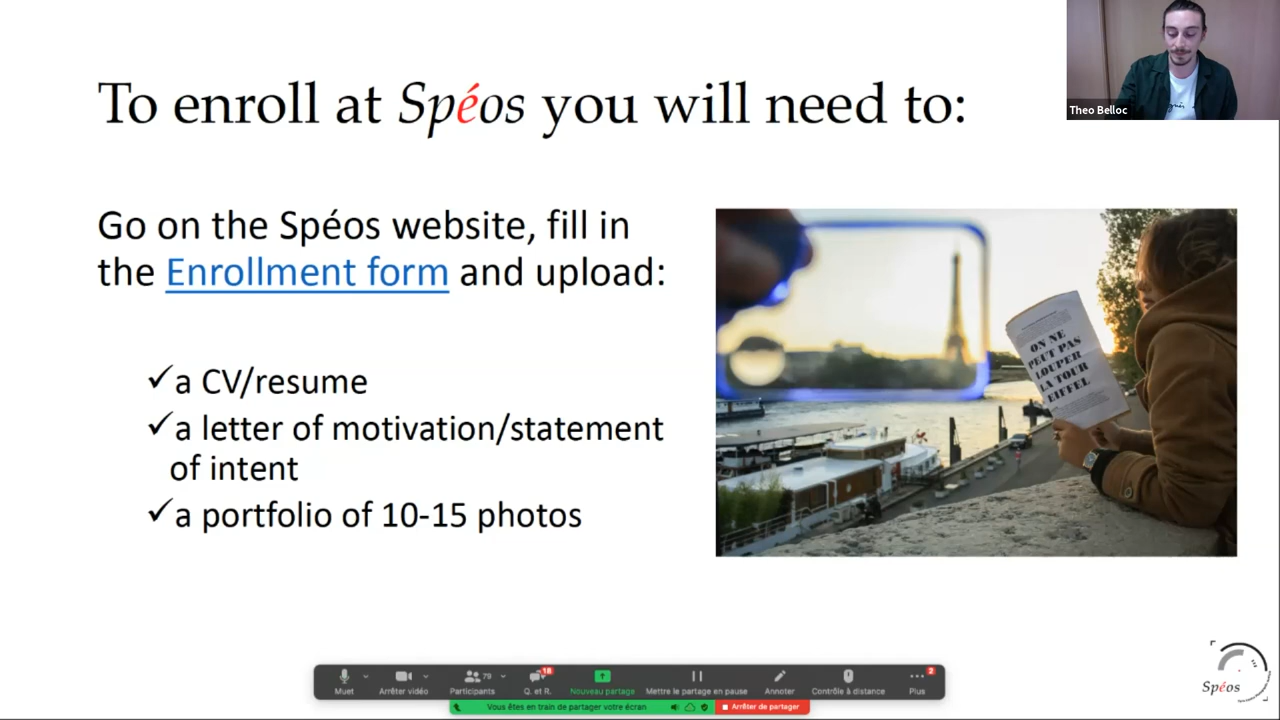 To enroll at Spéos you will need to:
Theo Belloc
Go on the Spéos website, fill in
the Enrollment form and upload:
✓a CV/resume
✓a letter of motivation/statement
of intent
✓a portfolio of 10-15 photos
ON NE
PEUT PAS
LOUPER
LA TOUR
EIFFEL
Spéos
Muet
Arrêter vidéo
79
Participants
18
Q. et R.
Nouveau partage
Mettre le partage en pause
Annoter
Contrôle à distance
2
Plus
Vous êtes en train de partager votre écran
Arrêter de partager